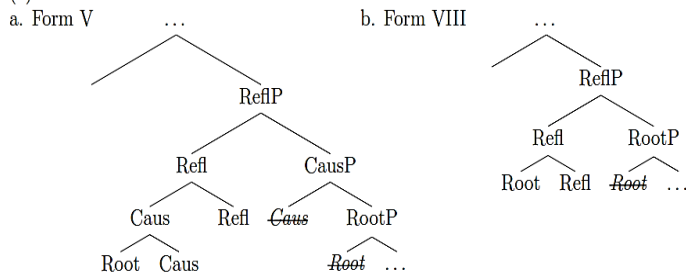 a. Form V
b. Form VIII
...
...
ReflP
ReflP
Refl
CausP
Refl
RootP
Caus
Refl
Caus
RootP
Root
Refl
Root
...
Root
Caus
Root
...